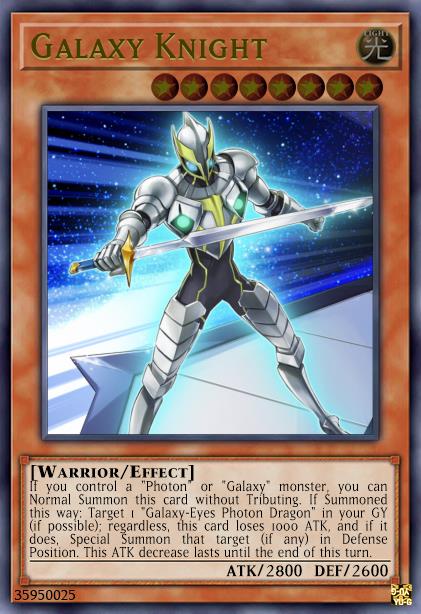 GALAXY KNIGHT
LIGHT
光
[WARRIOR/EFFECT]
If you control a "Photon" or "Galaxy" monster, you can
Normal Summon this card without Tributing. If Summoned
this way: Target 1 "Galaxy-Eyes Photon Dragon" in your GY
(if possible); regardless, this card loses 1000 ATK, and if it
does, Special Summon that target (if any) in Defense
Position. This ATK decrease lasts until the end of this turn.
ATK/2800 DEF/2600
35950025